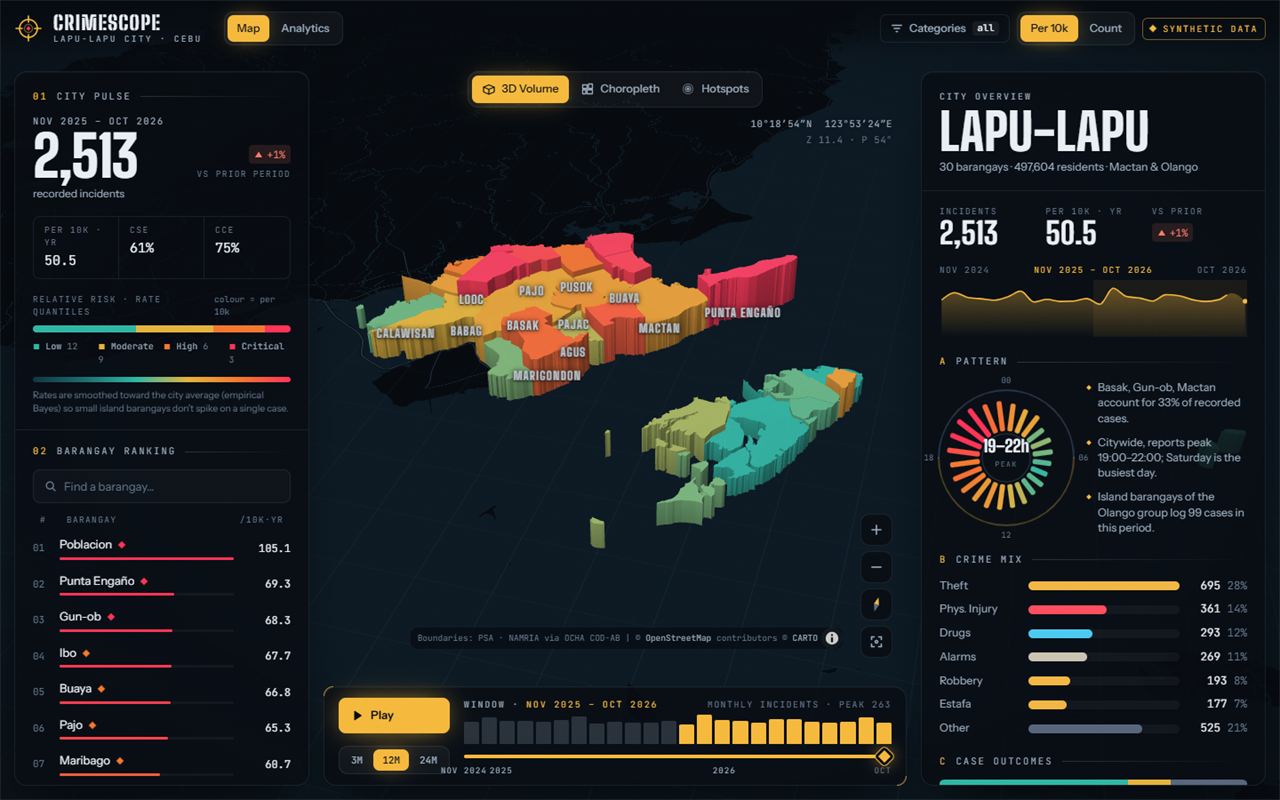 CRIMESCOPE
LAPU-LAPU CITY · CEBU
Map
Analytics
Categories all
Per 10k
Count
SYNTHETIC DATA
01 CITY PULSE
NOV 2025 – OCT 2026
2,513
▲ +1%
VS PRIOR PERIOD
recorded incidents
PER 10K · YR
50.5
CSE
61%
CCE
75%
RELATIVE RISK · RATE QUANTILES
colour = per 10k
Low 12
Moderate 9
High 6
Critical 3
Rates are smoothed toward the city average (empirical
Bayes) so small island barangays don't spike on a single case.
02 BARANGAY RANKING
Find a barangay...
# BARANGAY /10K·YR
01 Poblacion 105.1
02 Punta Engaño 69.3
03 Gun-ob 68.3
04 Ibo 67.7
05 Buaya 66.8
06 Pajo 65.3
07 Maribago 60.7
3D Volume
Choropleth
Hotspots
10°18'54"N 123°53'24"E
Z 11.4 · P 54°
LOOC
PAJO
PUSOK
BUAYA
PUNTA ENGAÑO
CALAWISAN
BABAG
BASAK
PAJAC
MACTAN
AGUS
MARIGONDON
Boundaries: PSA · NAMRIA via OCHA COD-AB | © OpenStreetMap contributors © CARTO
Play
3M
12M
24M
WINDOW · NOV 2025 – OCT 2026
MONTHLY INCIDENTS · PEAK 263
NOV 2024
2025
2026
OCT
CITY OVERVIEW
LAPU-LAPU
30 barangays · 497,604 residents · Mactan & Olango
INCIDENTS
2,513
PER 10K · YR
50.5
VS PRIOR
▲ +1%
NOV 2024
NOV 2025 – OCT 2026
OCT 2026
A PATTERN
00
06
12
18
19–22h
PEAK
Basak, Gun-ob, Mactan
account for 33% of recorded
cases.
Citywide, reports peak
19:00–22:00; Saturday is the
busiest day.
Island barangays of the
Olango group log 99 cases in
this period.
B CRIME MIX
Theft 695 28%
Phys. Injury 361 14%
Drugs 293 12%
Alarms 269 11%
Robbery 193 8%
Estafa 177 7%
Other 525 21%
C CASE OUTCOMES